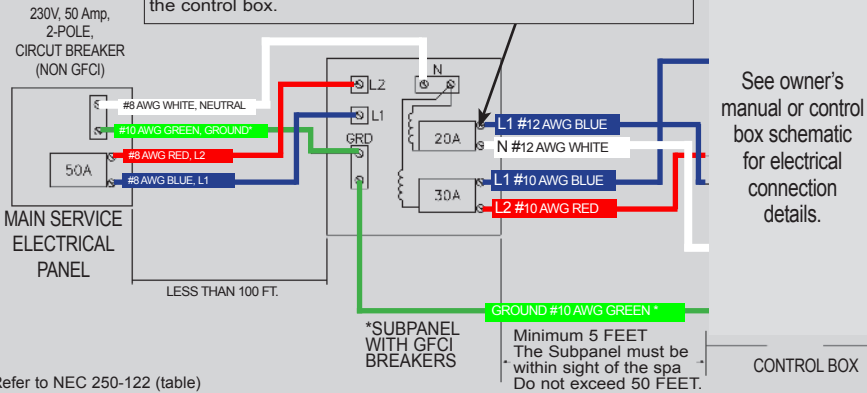 the control box.
230V, 50 Amp,
2-POLE,
CIRCUT BREAKER
(NON GFCI)
#8 AWG WHITE, NEUTRAL
#10 AWG GREEN, GROUND*
50A
#8 AWG RED, L2
#8 AWG BLUE, L1
MAIN SERVICE
ELECTRICAL
PANEL
LESS THAN 100 FT.
L2
L1
GRD
N
20A
30A
L1 #12 AWG BLUE
N #12 AWG WHITE
L1 #10 AWG BLUE
L2 #10 AWG RED
GROUND #10 AWG GREEN *
*SUBPANEL
WITH GFCI
BREAKERS
Minimum 5 FEET
The Subpanel must be
within sight of the spa
Do not exceed 50 FEET.
See owner's
manual or control
box schematic
for electrical
connection
details.
CONTROL BOX
Refer to NEC 250-122 (table)